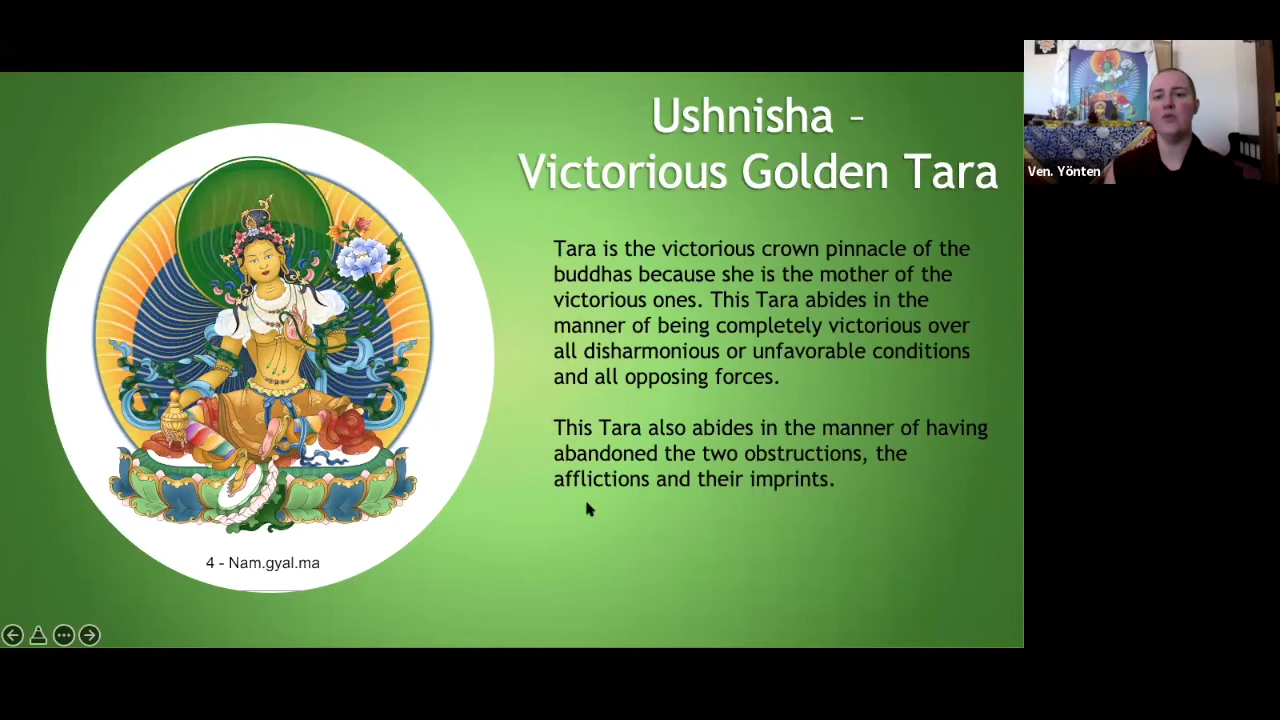 Ushnisha –
Victorious Golden Tara
Tara is the victorious crown pinnacle of the
buddhas because she is the mother of the
victorious ones. This Tara abides in the
manner of being completely victorious over
all disharmonious or unfavorable conditions
and all opposing forces.
This Tara also abides in the manner of having
abandoned the two obstructions, the
afflictions and their imprints.
4 - Nam.gyal.ma
Ven. Yönten